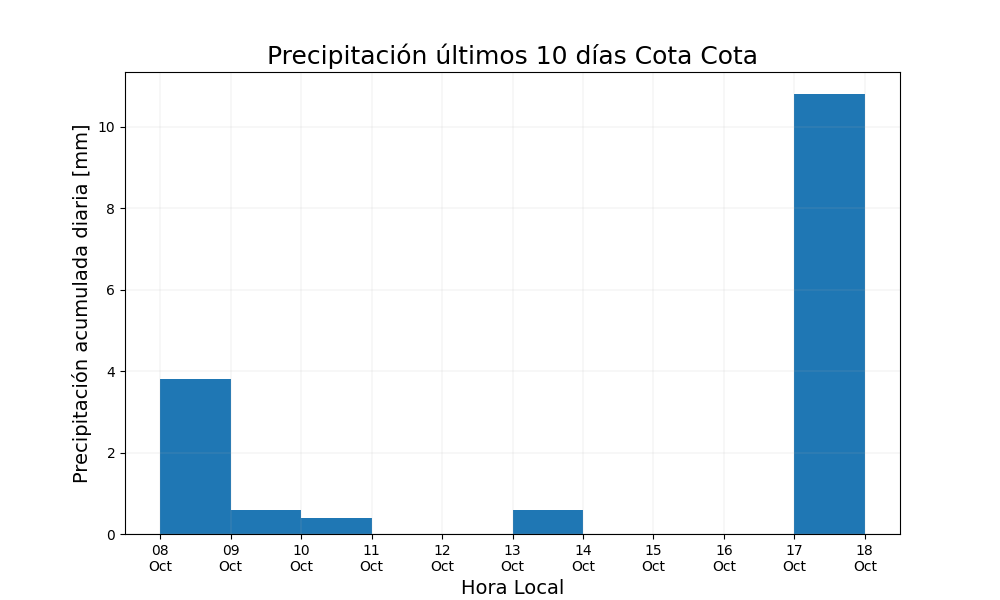 Precipitación últimos 10 días Cota Cota
Precipitación acumulada diaria [mm]
10
8
6
4
2
0
08 09 10 11 12 13 14 15 16 17 18
Oct Oct Oct Oct Oct Oct Oct Oct Oct Oct Oct
Hora Local